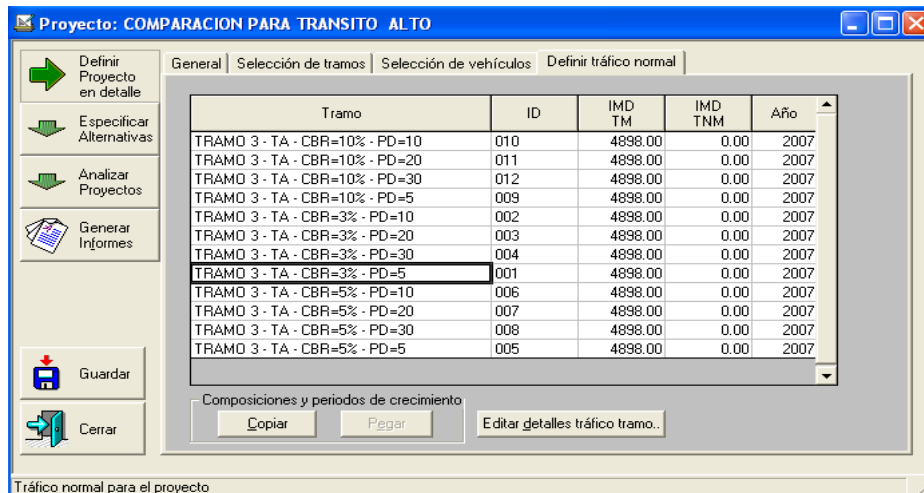 Proyecto: COMPARACION PARA TRANSITO ALTO
Definir
Proyecto
en detalle
Especificar
Alternativas
Analizar
Proyectos
Generar
Informes
Guardar
Cerrar
General Selección de tramos Selección de vehículos Definir tráfico normal
Tramo ID IMD TM IMD TNM Año
TRAMO 3 - TA - CBR=10% - PD=10 010 4898.00 0.00 2007
TRAMO 3 - TA - CBR=10% - PD=20 011 4898.00 0.00 2007
TRAMO 3 - TA - CBR=10% - PD=30 012 4898.00 0.00 2007
TRAMO 3 - TA - CBR=10% - PD=5 009 4898.00 0.00 2007
TRAMO 3 - TA - CBR=3% - PD=10 002 4898.00 0.00 2007
TRAMO 3 - TA - CBR=3% - PD=20 003 4898.00 0.00 2007
TRAMO 3 - TA - CBR=3% - PD=30 004 4898.00 0.00 2007
TRAMO 3 - TA - CBR=3% - PD=5 001 4898.00 0.00 2007
TRAMO 3 - TA - CBR=5% - PD=10 006 4898.00 0.00 2007
TRAMO 3 - TA - CBR=5% - PD=20 007 4898.00 0.00 2007
TRAMO 3 - TA - CBR=5% - PD=30 008 4898.00 0.00 2007
TRAMO 3 - TA - CBR=5% - PD=5 005 4898.00 0.00 2007
Composiciones y periodos de crecimiento
Copiar Pegar Editar detalles tráfico tramo..
Tráfico normal para el proyecto